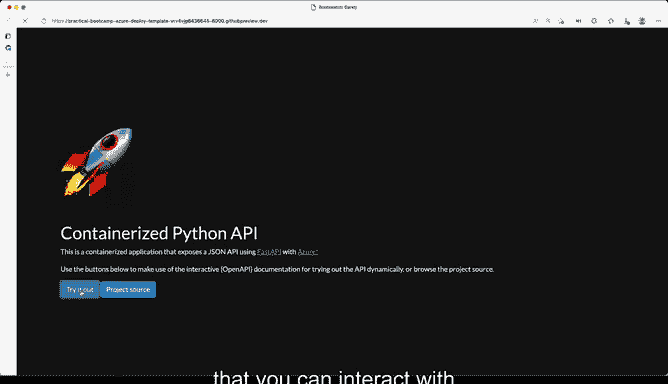 Bootswatch: Darkly
Containerized Python API
This is a containerized application that exposes a JSON API using FastAPI with Azure
Use the buttons below to make use of the interactive (OpenAPI) documentation for trying out the API dynamically, or browse the project source.
Try it out Project source
that you can interact with